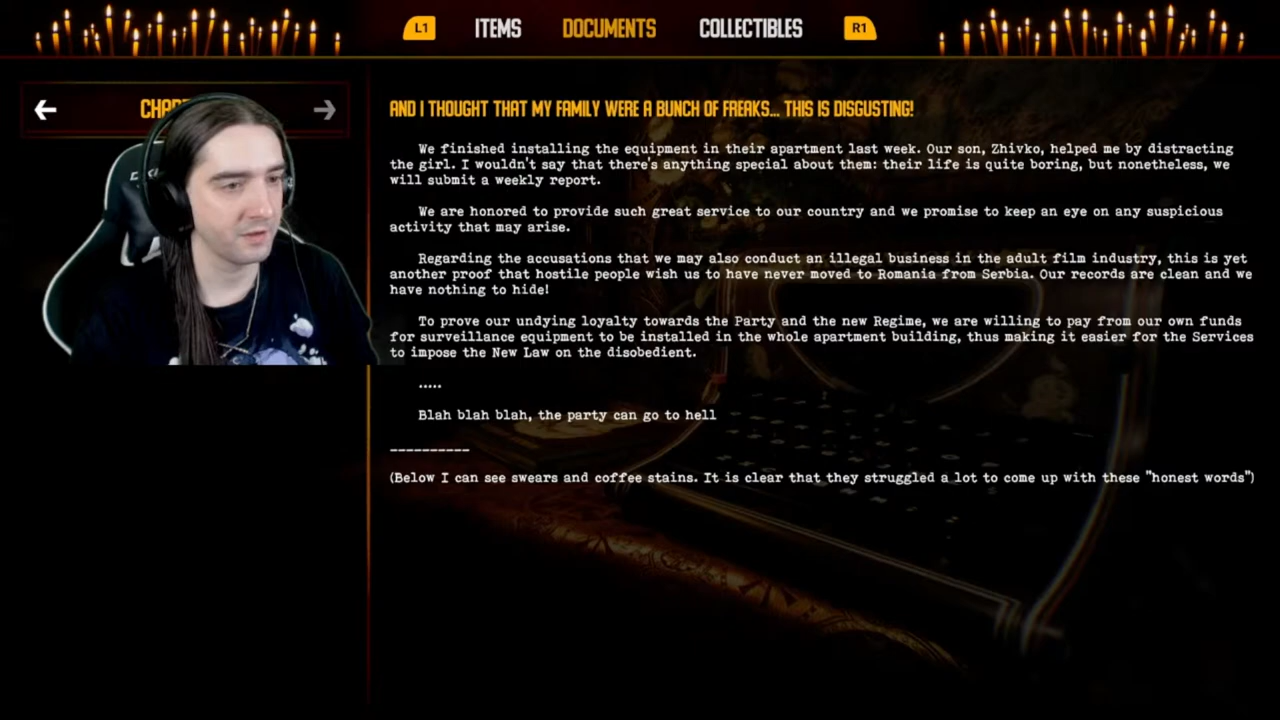 L1 ITEMS DOCUMENTS COLLECTIBLES R1
AND I THOUGHT THAT MY FAMILY WERE A BUNCH OF FREAKS... THIS IS DISGUSTING!
We finished installing the equipment in their apartment last week. Our son, Zhivko, helped me by distracting
the girl. I wouldn't say that there's anything special about them: their life is quite boring, but nonetheless, we
will submit a weekly report.
We are honored to provide such great service to our country and we promise to keep an eye on any suspicious
activity that may arise.
Regarding the accusations that we may also conduct an illegal business in the adult film industry, this is yet
another proof that hostile people wish us to have never moved to Romania from Serbia. Our records are clean and we
have nothing to hide!
To prove our undying loyalty towards the Party and the new Regime, we are willing to pay from our own funds
for surveillance equipment to be installed in the whole apartment building, thus making it easier for the Services
to impose the New Law on the disobedient.
.....
Blah blah blah, the party can go to hell
----------
(Below I can see swears and coffee stains. It is clear that they struggled a lot to come up with these "honest words")